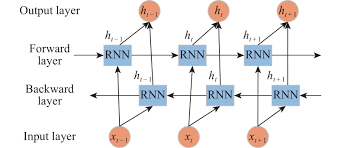 Output layer h_{t-1} h_t h_{t+1}
h_{t-1} h_t h_{t+1}
Forward layer RNN RNN RNN
h_{t-1} h_t h_{t+1}
Backward layer RNN RNN RNN
Input layer x_{t-1} x_t x_{t+1}